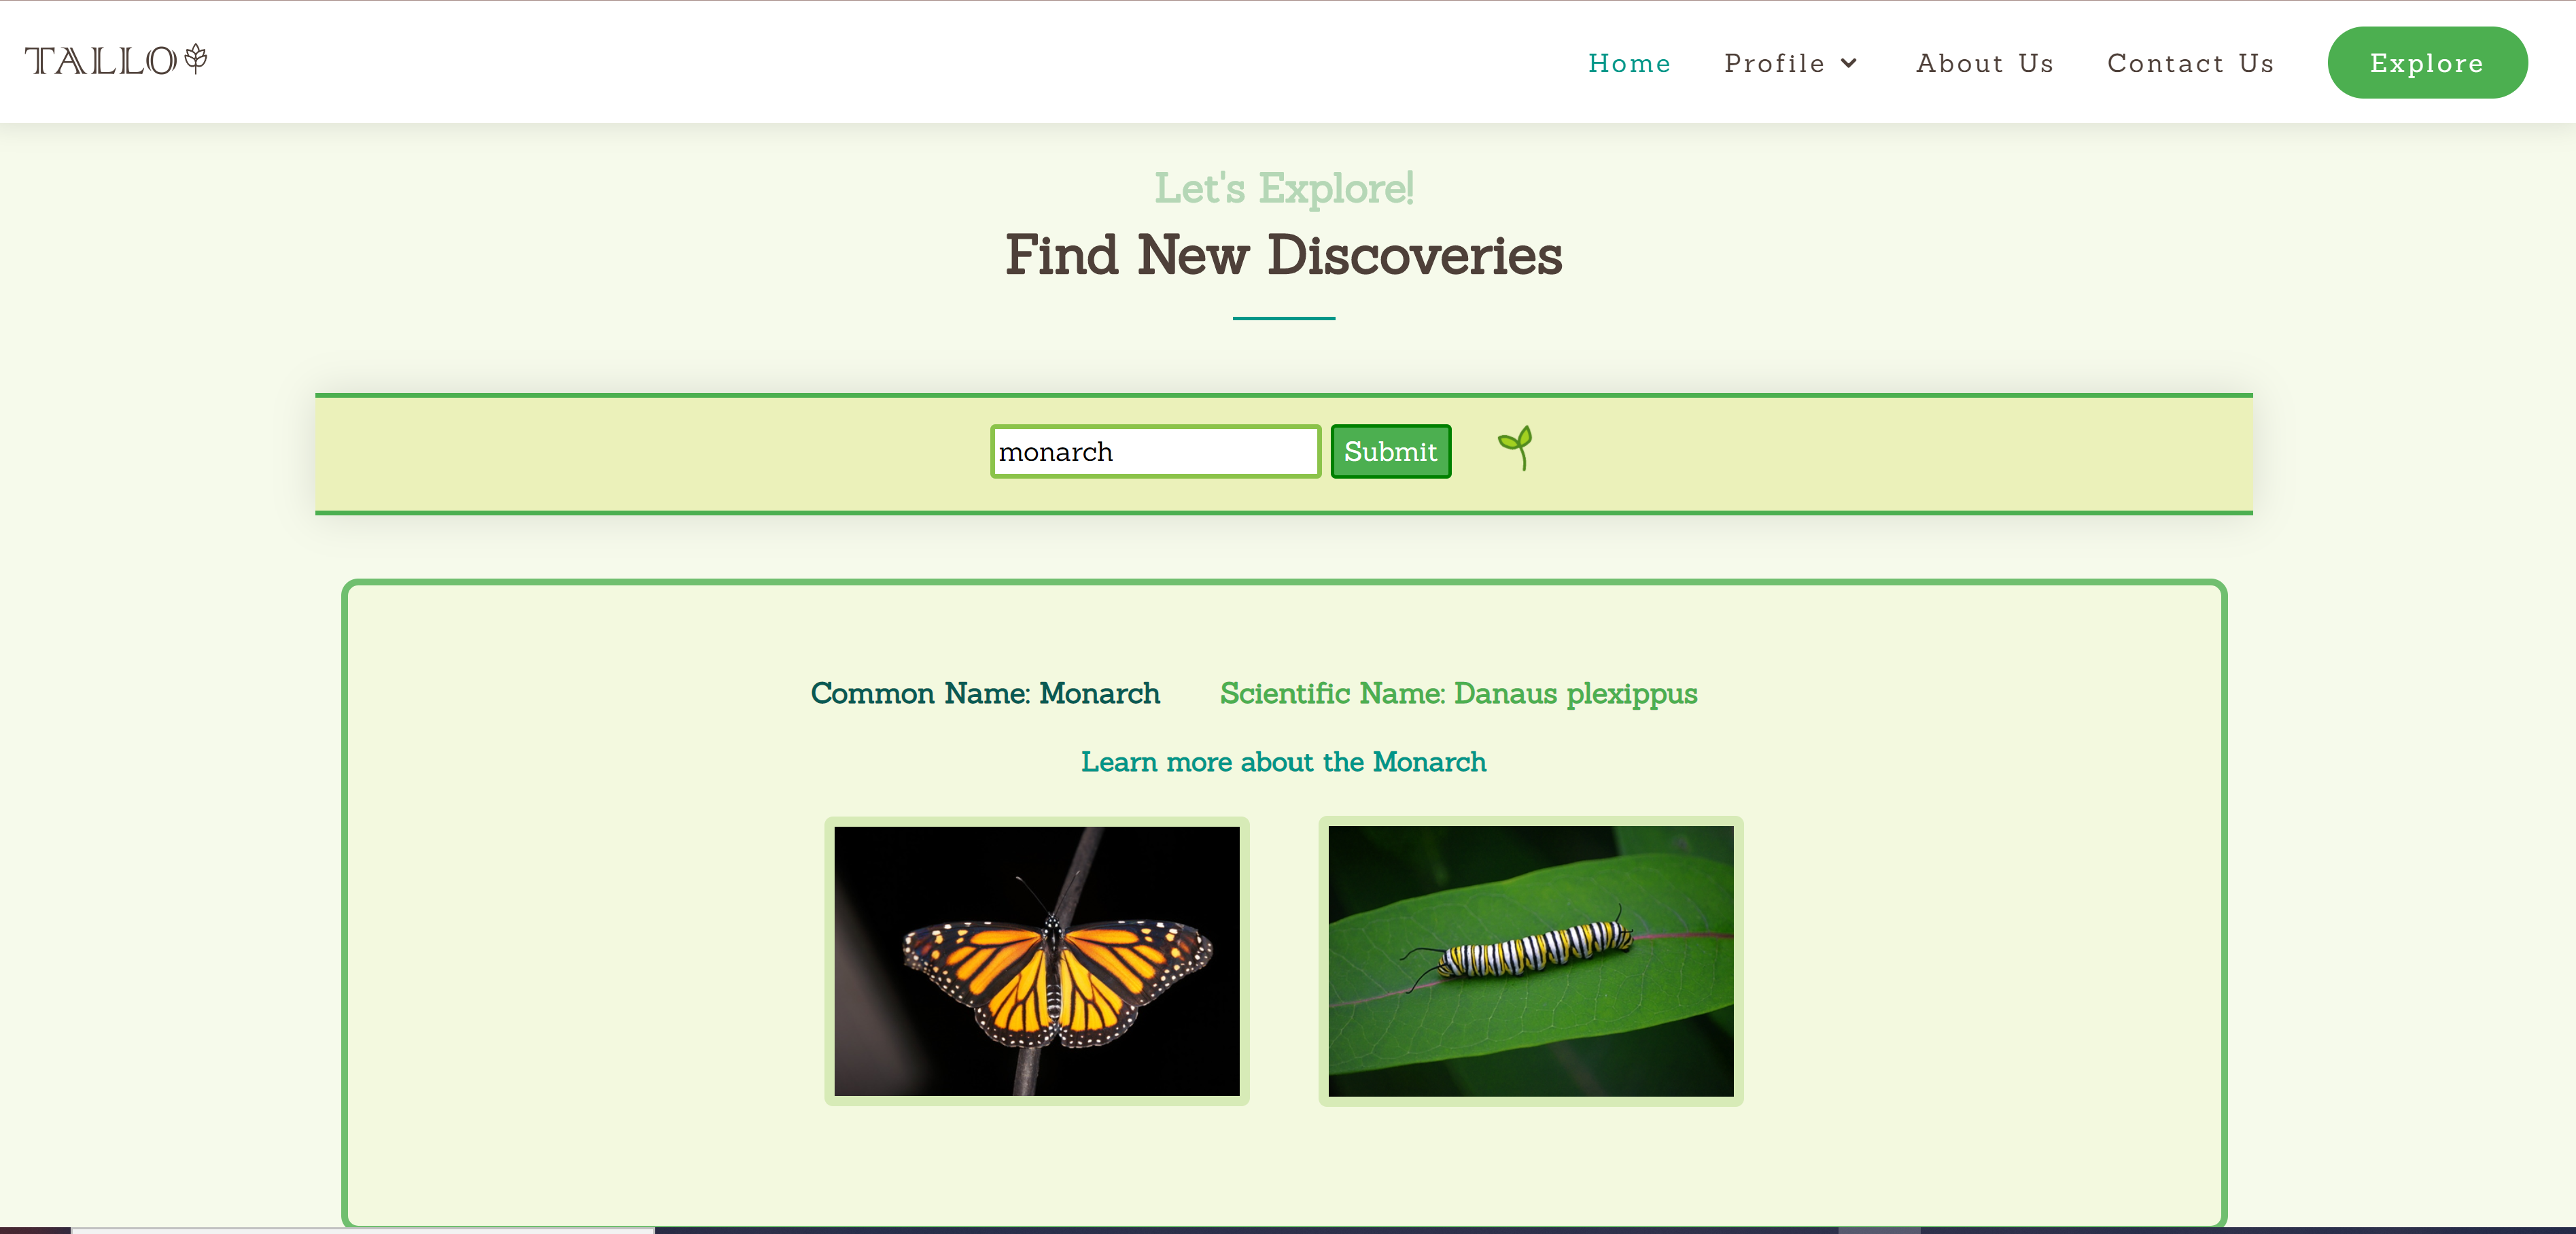 TALLO
Home Profile About Us Contact Us Explore
Let's Explore!
Find New Discoveries
monarch Submit
Common Name: Monarch Scientific Name: Danaus plexippus
Learn more about the Monarch